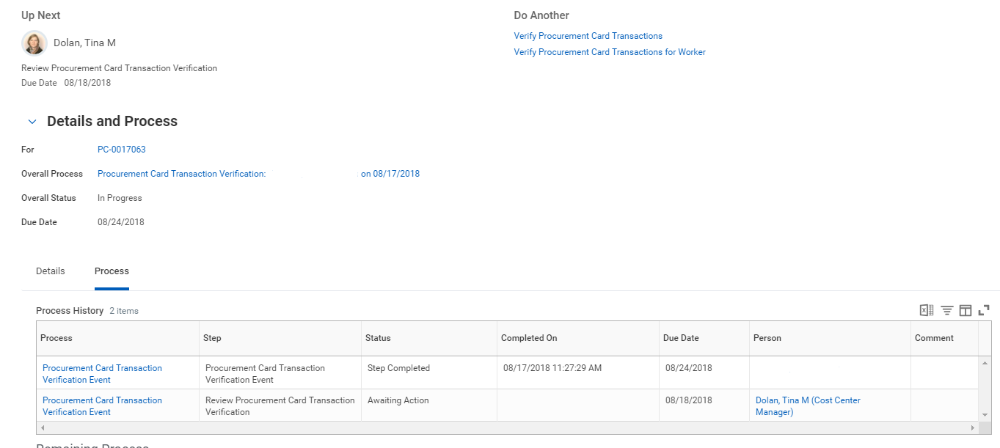 Up Next
Do Another
Dolan, Tina M
Verify Procurement Card Transactions
Verify Procurement Card Transactions for Worker
Review Procurement Card Transaction Verification
Due Date 08/18/2018
Details and Process
For PC-0017063
Overall Process Procurement Card Transaction Verification: on 08/17/2018
Overall Status In Progress
Due Date 08/24/2018
Details Process
Process History 2 items
Process Step Status Completed On Due Date Person Comment
Procurement Card Transaction Procurement Card Transaction Step Completed 08/17/2018 11:27:29 AM 08/24/2018
Verification Event Verification Event
Procurement Card Transaction Review Procurement Card Transaction Awaiting Action 08/18/2018 Dolan, Tina M (Cost Center
Verification Event Verification Manager)
Remaining Process